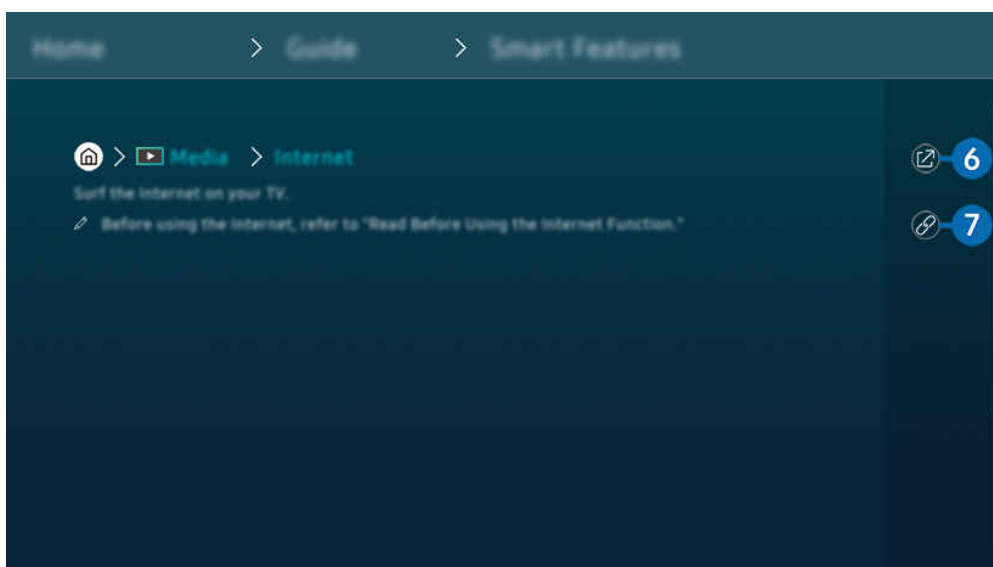 Home > Guide > Smart Features
> Media > Internet
Surf the Internet on your TV.
Before using the Internet, refer to "Read Before Using the Internet Function."
6
7